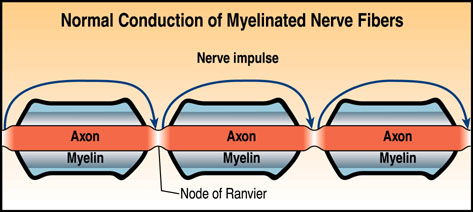 Normal Conduction of Myelinated Nerve Fibers
Nerve impulse
Axon Axon Axon
Myelin Myelin Myelin
Node of Ranvier